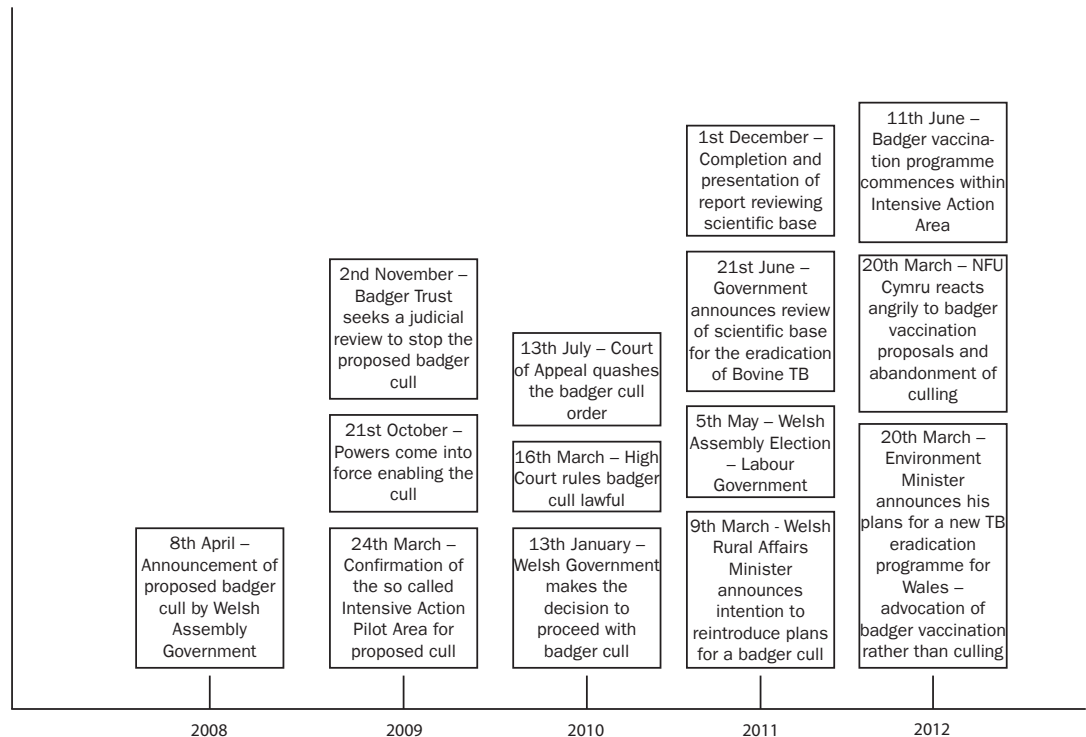 8th April –
Announcement of
proposed badger
cull by Welsh
Assembly
Government
2nd November –
Badger Trust
seeks a judicial
review to stop the
proposed badger
cull
21st October –
Powers come into
force enabling the
cull
24th March –
Confirmation of
the so called
Intensive Action
Pilot Area for
proposed cull
13th July – Court
of Appeal quashes
the badger cull
order
16th March – High
Court rules badger
cull lawful
13th January –
Welsh Government
makes the
decision to
proceed with
badger cull
1st December –
Completion and
presentation of
report reviewing
scientific base
21st June –
Government
announces review
of scientific base
for the eradication
of Bovine TB
5th May – Welsh
Assembly Election
– Labour
Government
9th March - Welsh
Rural Affairs
Minister
announces
intention to
reintroduce plans
for a badger cull
11th June –
Badger vaccina-
tion programme
commences within
Intensive Action
Area
20th March – NFU
Cymru reacts
angrily to badger
vaccination
proposals and
abandonment of
culling
20th March –
Environment
Minister
announces his
plans for a new TB
eradication
programme for
Wales –
advocation of
badger vaccination
rather than culling
2008
2009
2010
2011
2012